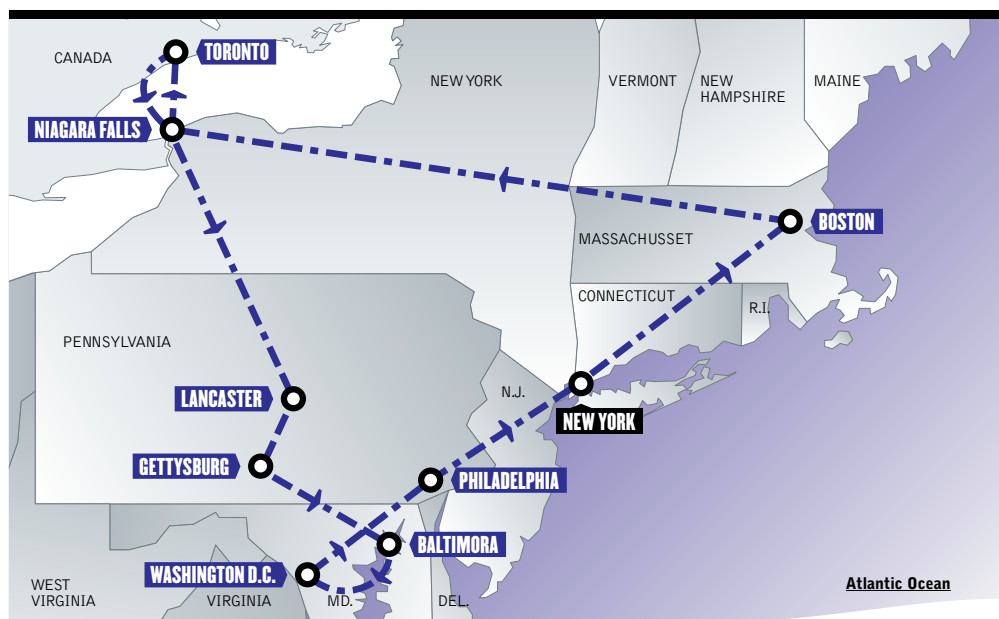 TORONTO
CANADA
NEW YORK
VERMONT
NEW
HAMPSHIRE
MAINE
NIAGARA FALLS
BOSTON
MASSACHUSSET
CONNECTICUT
R.I.
PENNSYLVANIA
LANCASTER
N.J.
NEW YORK
GETTYSBURG
PHILADELPHIA
BALTIMORA
WASHINGTON D.C.
WEST
VIRGINIA
VIRGINIA
MD.
DEL.
Atlantic Ocean